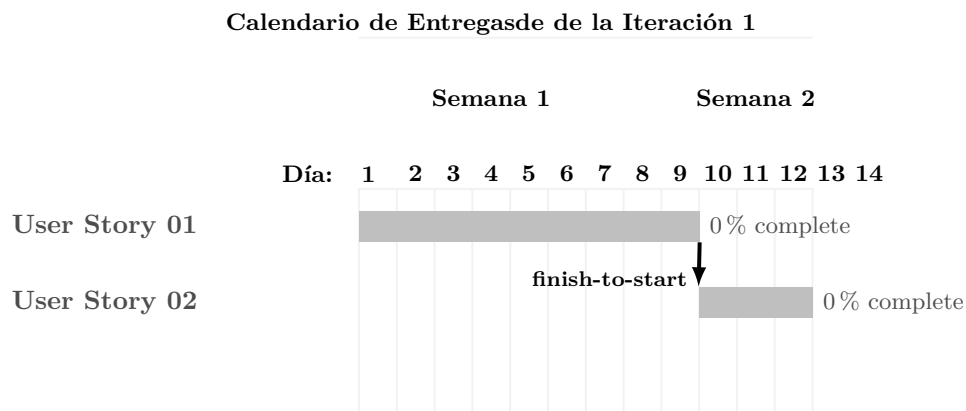 Calendario de Entregasde de la Iteración 1
Semana 1 Semana 2
Día: 1 2 3 4 5 6 7 8 9 10 11 12 13 14
User Story 01 0 % complete
finish-to-start
User Story 02 0 % complete